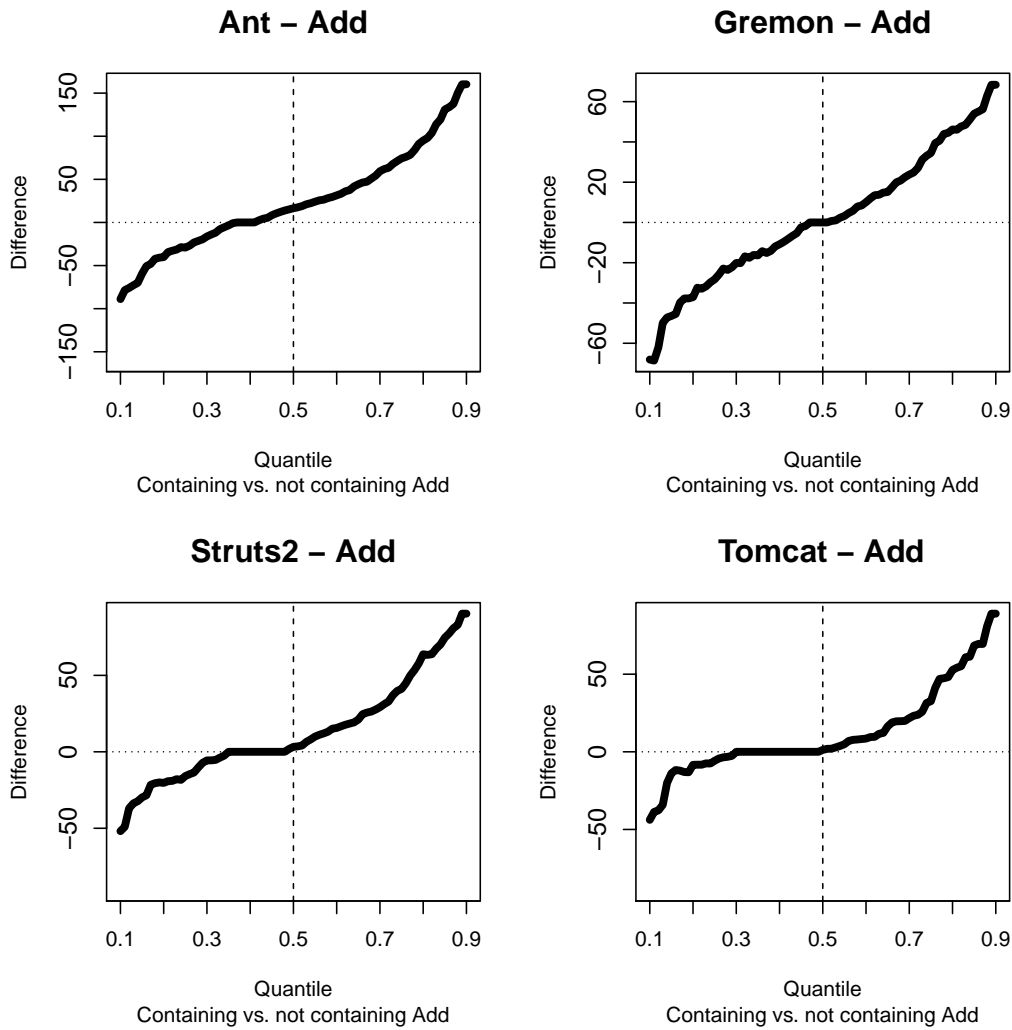 Ant – Add
150
50
−50
−150
Difference
0.1 0.3 0.5 0.7 0.9
Quantile
Containing vs. not containing Add
Gremon – Add
60
20
−20
−60
Difference
0.1 0.3 0.5 0.7 0.9
Quantile
Containing vs. not containing Add
Struts2 – Add
50
0
−50
Difference
0.1 0.3 0.5 0.7 0.9
Quantile
Containing vs. not containing Add
Tomcat – Add
50
0
−50
Difference
0.1 0.3 0.5 0.7 0.9
Quantile
Containing vs. not containing Add